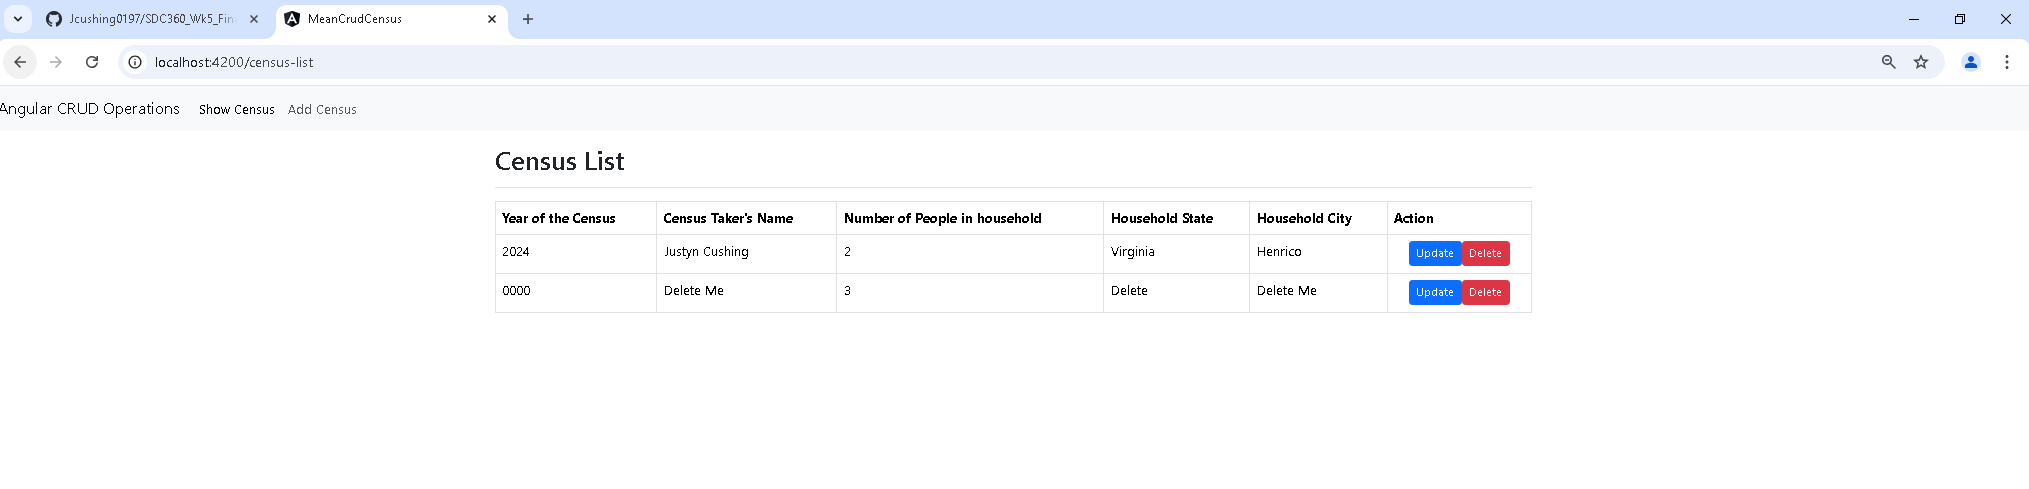 Jcushing0197/SDC360_Wk5_Fin
MeanCrudCensus
localhost:4200/census-list
Angular CRUD Operations Show Census Add Census
Census List
Year of the Census Census Taker's Name Number of People in household Household State Household City Action
2024 Justyn Cushing 2 Virginia Henrico Update Delete
0000 Delete Me 3 Delete Delete Me Update Delete